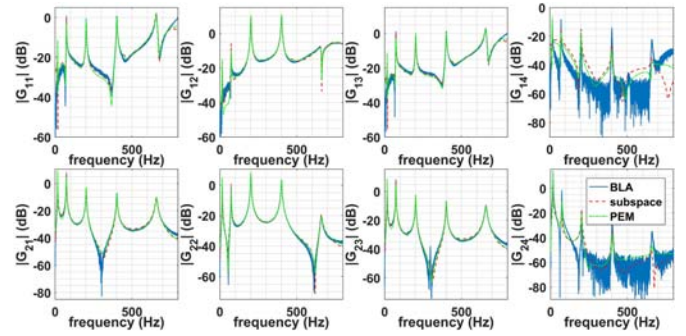 |G11| (dB)
0
-20
-40
-60
0
500
frequency (Hz)
|G12| (dB)
0
-20
-40
-60
0
500
frequency (Hz)
|G13| (dB)
0
-20
-40
-60
0
500
frequency (Hz)
|G14| (dB)
0
-20
-40
-60
-80
0
500
frequency (Hz)
|G21| (dB)
0
-20
-40
-60
-80
0
500
frequency (Hz)
|G22| (dB)
0
-20
-40
-60
0
500
frequency (Hz)
|G23| (dB)
0
-20
-40
-60
0
500
frequency (Hz)
|G24| (dB)
0
-20
-40
-60
-80
0
500
frequency (Hz)
BLA
subspace
PEM